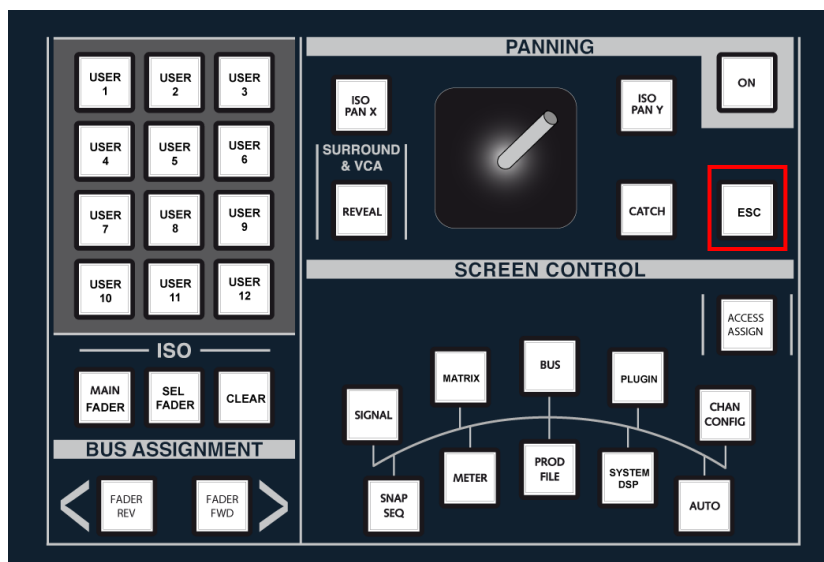 USER
1
USER
2
USER
3
USER
4
USER
5
USER
6
USER
7
USER
8
USER
9
USER
10
USER
11
USER
12
ISO
MAIN
FADER
SEL
FADER
CLEAR
BUS ASSIGNMENT
FADER
REV
FADER
FWD
PANNING
ISO
PAN X
ISO
PAN Y
ON
SURROUND
& VCA
REVEAL
CATCH
ESC
SCREEN CONTROL
ACCESS
ASSIGN
SIGNAL
MATRIX
BUS
PLUGIN
CHAN
CONFIG
SNAP
SEQ
METER
PROD
FILE
SYSTEM
DSP
AUTO